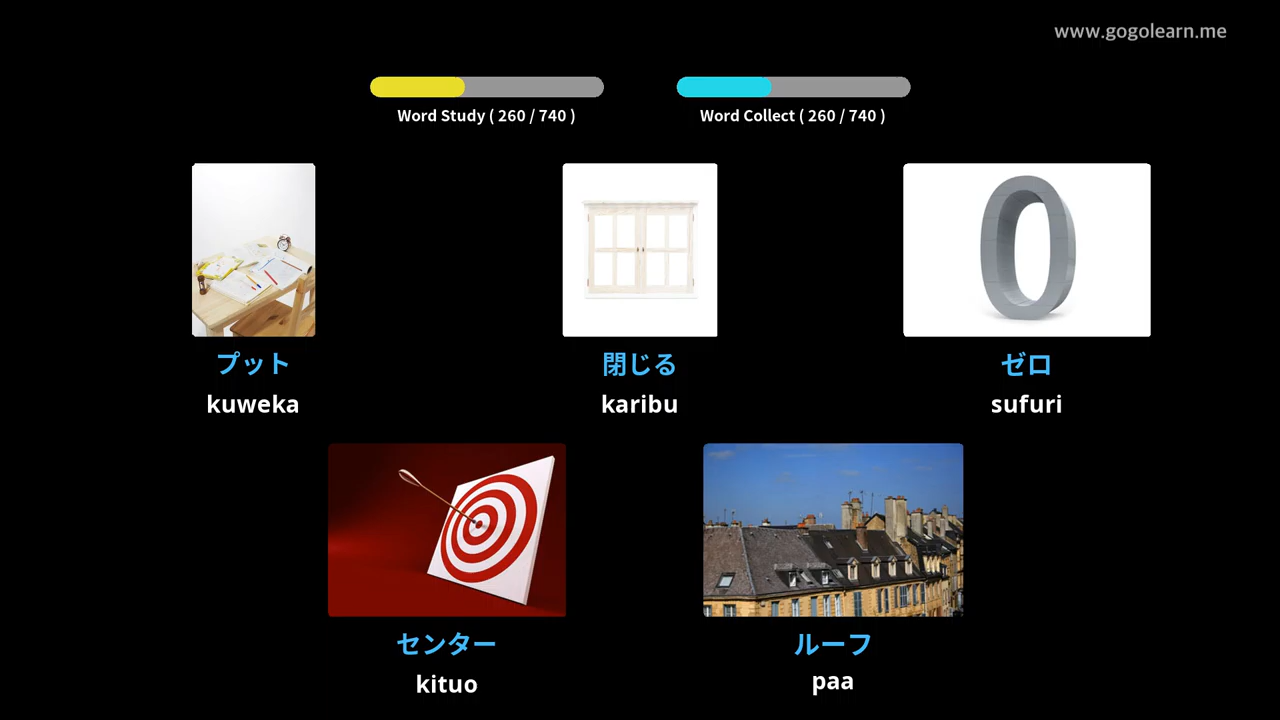 www.gogolearn.me
Word Study ( 260 / 740 )
Word Collect ( 260 / 740 )
プット
kuweka
閉じる
karibu
ゼロ
sufuri
センター
kituo
ルーフ
paa